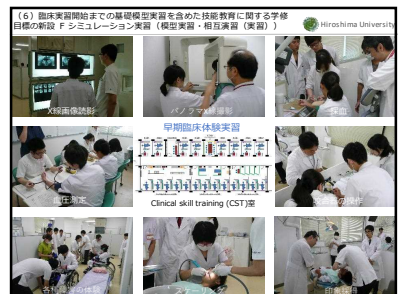 （6）臨床実習開始までの基礎模型実習を含めた技能教育に関する学修
目標の新設 F シミュレーション実習（模型実習・相互演習（実習））
Hiroshima University
X線画像読影
パノラマX線撮影
採血
早期臨床体験実習
血圧測定
Clinical skill training (CST)室
の操作
スケーリング
印象採得